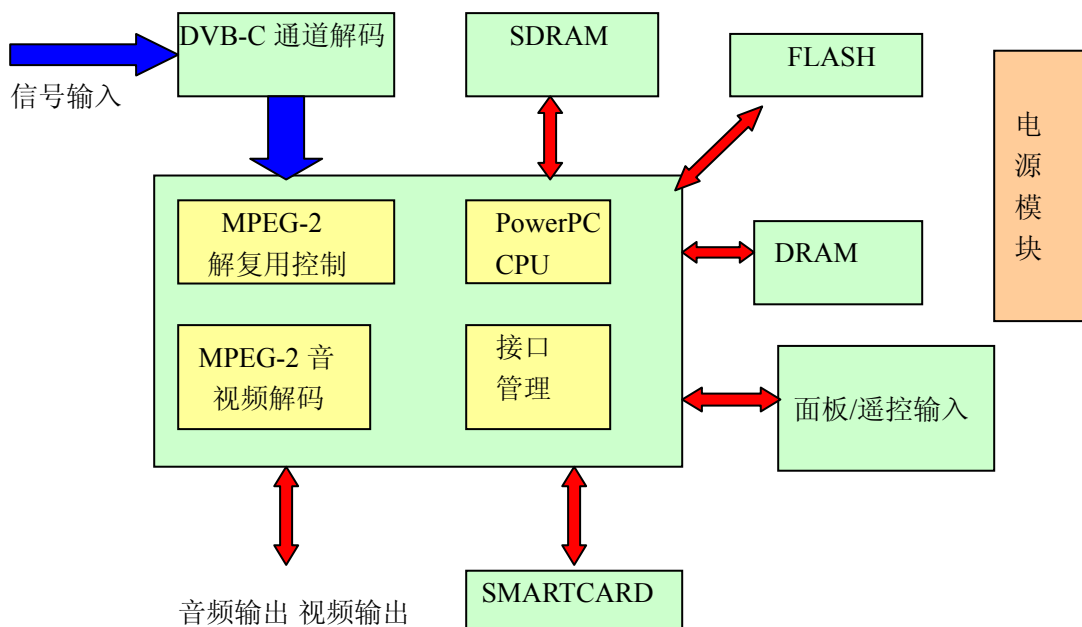 DVB-C 通道解码
SDRAM
FLASH
信号输入
电
源
模
块
MPEG-2
解复用控制
PowerPC
CPU
DRAM
MPEG-2 音
视频解码
接口
管理
面板/遥控输入
音频输出 视频输出
SMARTCARD